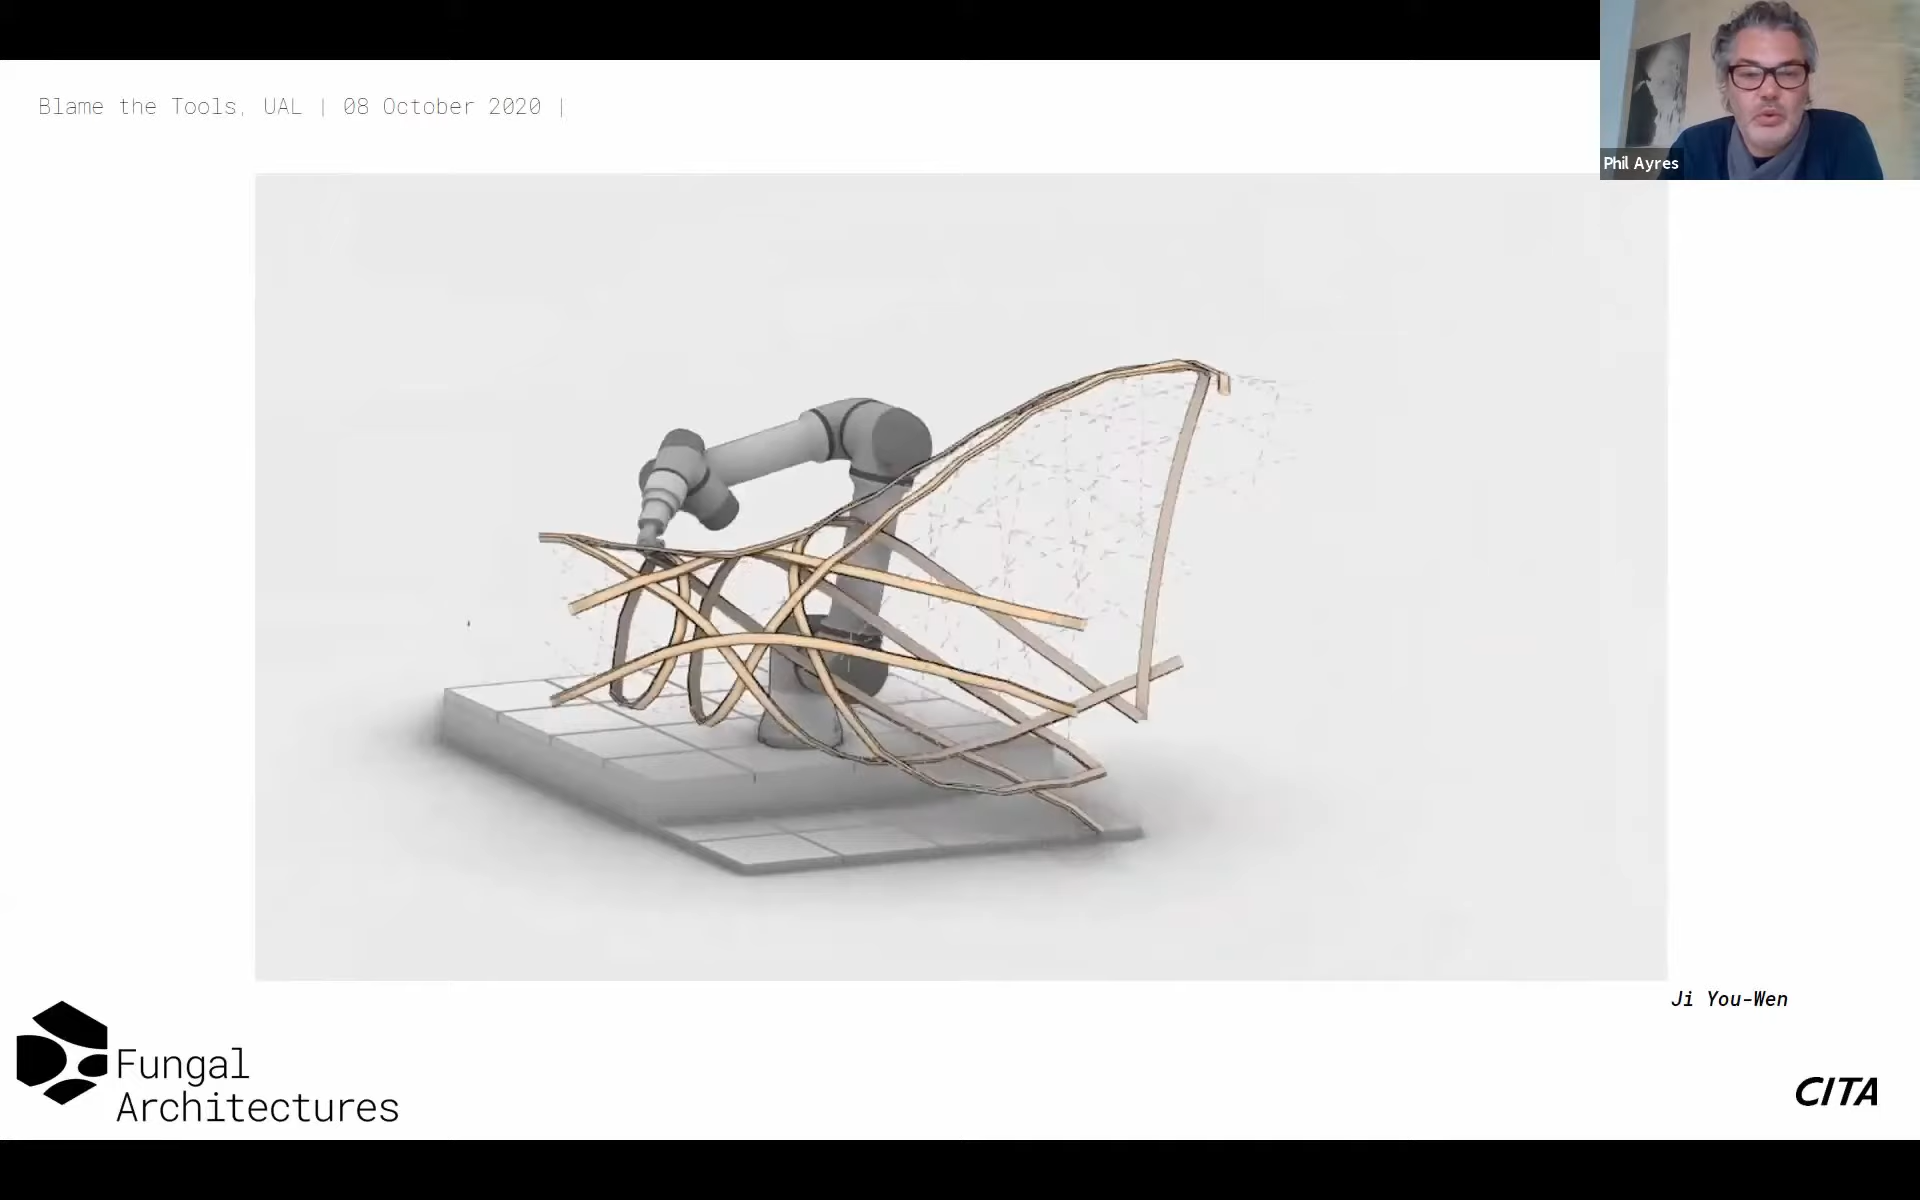 Blame the Tools, UAL | 08 October 2020 |
Phil Ayres
Ji You-Wen
Fungal
Architectures
CITA